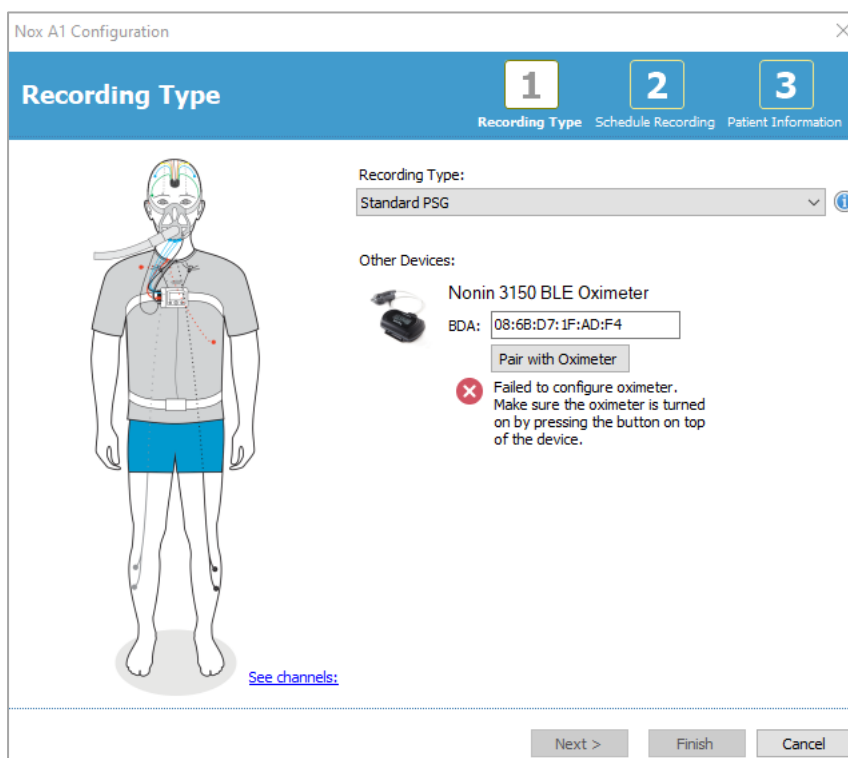 Nox A1 Configuration
Recording Type
1
Recording Type
2
Schedule Recording
3
Patient Information
Recording Type:
Standard PSG
Other Devices:
Nonin 3150 BLE Oximeter
BDA: 08:6B:D7:1F:AD:F4
Pair with Oximeter
Failed to configure oximeter.
Make sure the oximeter is turned
on by pressing the button on top
of the device.
See channels:
Next >
Finish
Cancel